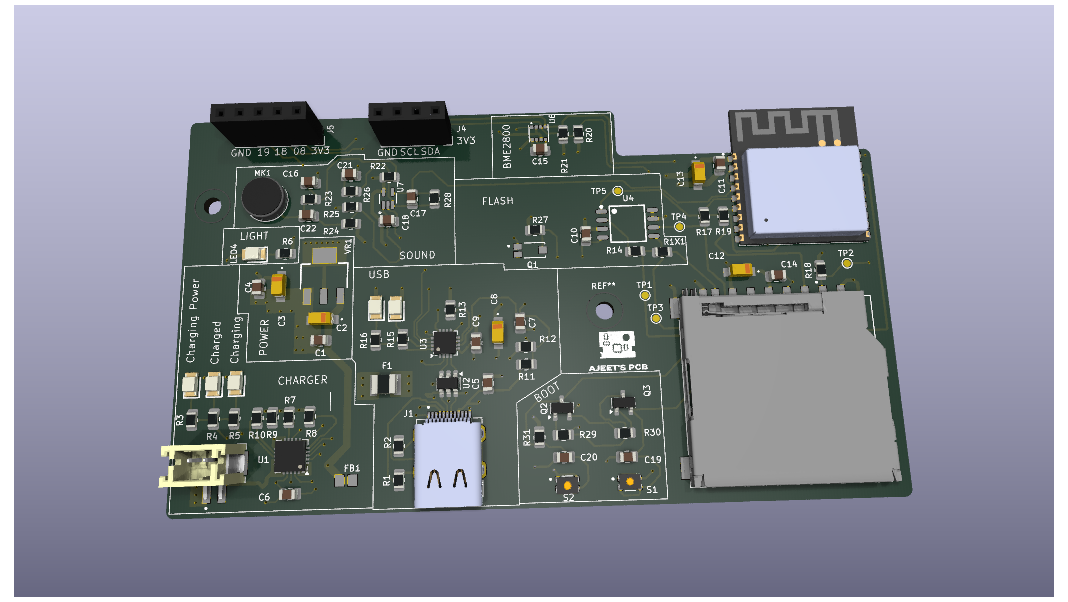 J5
GND 19 18 08 3V3
J4
GND SCL SDA 3V3
BME2800
U6
R20
C15
R21
MK1
C16
C21
R22
U7
R23
R26
R25
C22
R24
C18
C17
R28
SOUND
FLASH
TP5
U4
TP4
R27
C10
Q1
R14
R1X1
C13
C11
R17
R19
C12
C14
R18
TP2
LIGHT
LED4
R6
VR1
C4
C3
C2
C1
POWER
Charging Power
Charged
Charging
USB
R16
R15
U3
R13
C9
C8
C7
R12
R11
U2
C5
F1
REF**
TP1
TP3
AJEET'S PCB
CHARGER
R3
R4
R5
R10
R9
R7
R8
U1
C6
FB1
J1
R2
R1
BOOT
Q2
Q3
R31
R29
R30
C20
C19
S2
S1